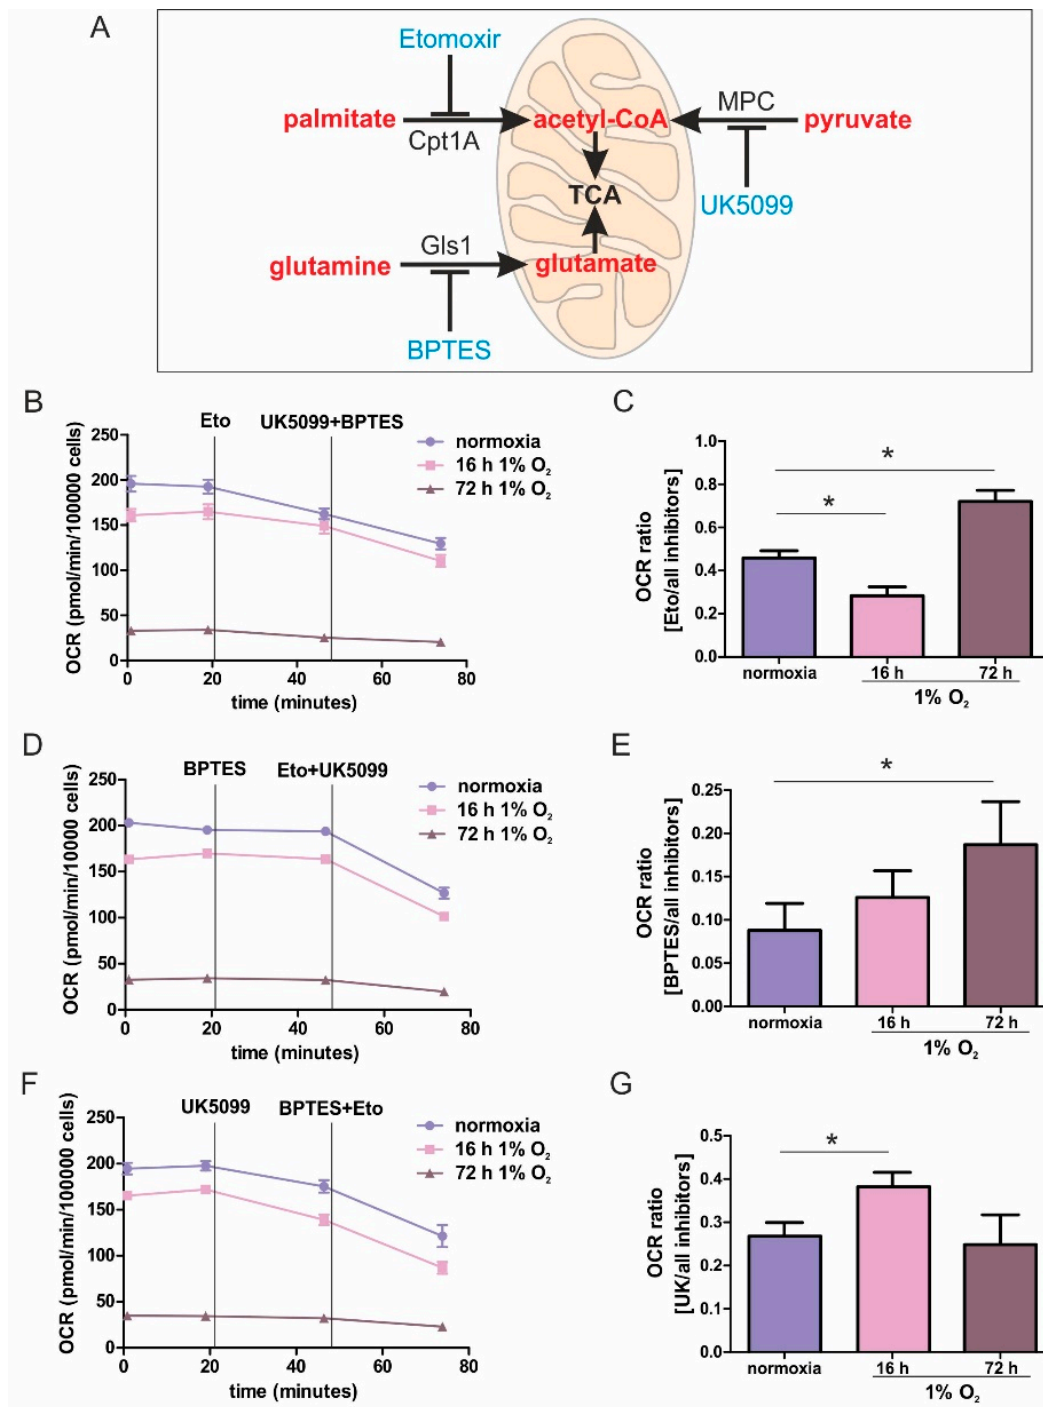 A
Etomoxir
palmitate
Cpt1A
acetyl-CoA
MPC
pyruvate
UK5099
TCA
glutamine
Gls1
glutamate
BPTES
B
OCR (pmol/min/100000 cells)
250
200
150
100
50
0
0 20 40 60 80
time (minutes)
Eto
UK5099+BPTES
normoxia
16 h 1% O₂
72 h 1% O₂
C
OCR ratio
[Eto/all inhibitors]
1.0
0.8
0.6
0.4
0.2
0.0
*
*
normoxia
16 h
72 h
1% O₂
D
OCR (pmol/min/10000 cells)
250
200
150
100
50
0
0 20 40 60 80
time (minutes)
BPTES
Eto+UK5099
normoxia
16 h 1% O₂
72 h 1% O₂
E
OCR ratio
[BPTES/all inhibitors]
0.25
0.20
0.15
0.10
0.05
0.00
*
normoxia
16 h
72 h
1% O₂
F
OCR (pmol/min/100000 cells)
250
200
150
100
50
0
0 20 40 60 80
time (minutes)
UK5099
BPTES+Eto
normoxia
16 h 1% O₂
72 h 1% O₂
G
OCR ratio
[UK/all inhibitors]
0.5
0.4
0.3
0.2
0.1
0.0
*
normoxia
16 h
72 h
1% O₂